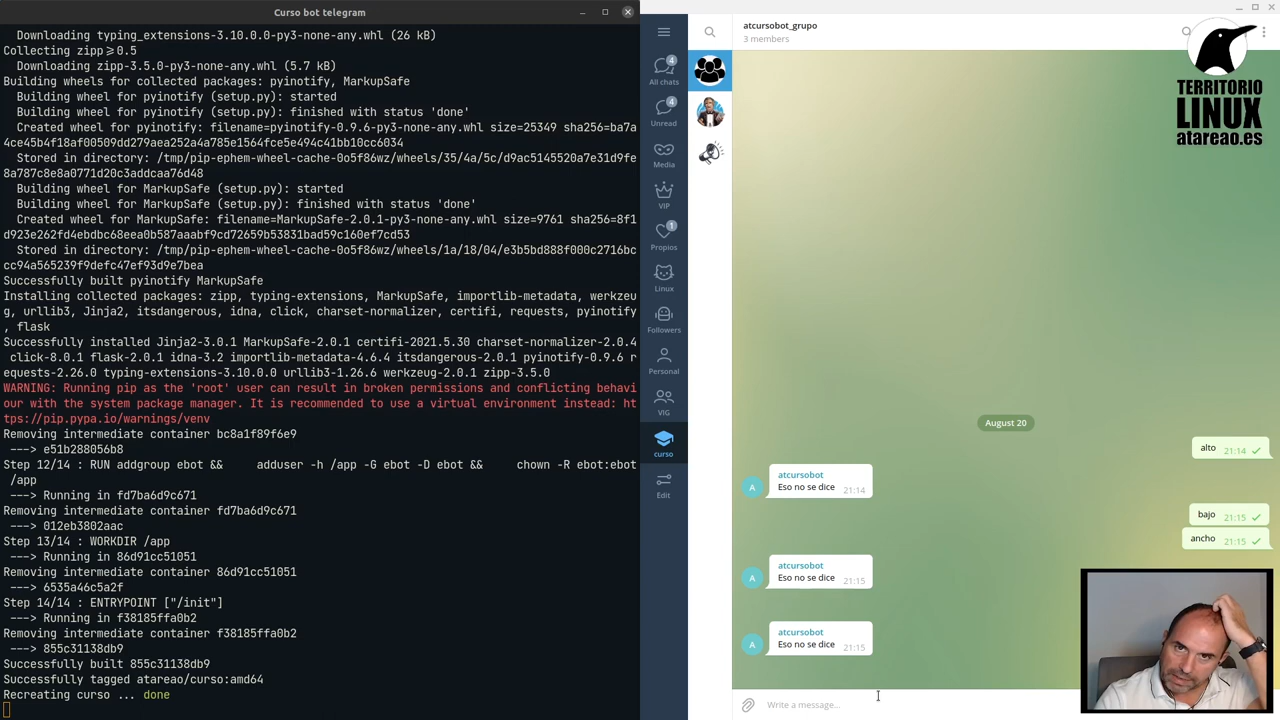 Curso bot telegram
  Downloading typing_extensions-3.10.0.0-py3-none-any.whl (26 kB)
Collecting zipp>=0.5
  Downloading zipp-3.5.0-py3-none-any.whl (5.7 kB)
Building wheels for collected packages: pyinotify, MarkupSafe
  Building wheel for pyinotify (setup.py): started
  Building wheel for pyinotify (setup.py): finished with status 'done'
  Created wheel for pyinotify: filename=pyinotify-0.9.6-py3-none-any.whl size=25349 sha256=ba7a
4ce45b4f18af00509dd279aea252a4a785e1564fce5e494c41bb10cc6034
  Stored in directory: /tmp/pip-ephem-wheel-cache-0o5f86wz/wheels/35/4a/5c/d9ac5145520a7e31d9fe
8a787c8e8a0771d20c3addcaa76d48
  Building wheel for MarkupSafe (setup.py): started
  Building wheel for MarkupSafe (setup.py): finished with status 'done'
  Created wheel for MarkupSafe: filename=MarkupSafe-2.0.1-py3-none-any.whl size=9761 sha256=8f1
d923e262fd4ebdbc68eea0b587aaabf9cd72659b53831bad59c160ef7cd53
  Stored in directory: /tmp/pip-ephem-wheel-cache-0o5f86wz/wheels/1a/18/04/e3b5bd888f000c2716bc
cc94a565239f9defc47ef93d9e7bea
Successfully built pyinotify MarkupSafe
Installing collected packages: zipp, typing-extensions, MarkupSafe, importlib-metadata, werkzeu
g, urllib3, Jinja2, itsdangerous, idna, click, charset-normalizer, certifi, requests, pyinotify
, flask
Successfully installed Jinja2-3.0.1 MarkupSafe-2.0.1 certifi-2021.5.30 charset-normalizer-2.0.4
 click-8.0.1 flask-2.0.1 idna-3.2 importlib-metadata-4.6.4 itsdangerous-2.0.1 pyinotify-0.9.6 r
equests-2.26.0 typing-extensions-3.10.0.0 urllib3-1.26.6 werkzeug-2.0.1 zipp-3.5.0
WARNING: Running pip as the 'root' user can result in broken permissions and conflicting behavi
our with the system package manager. It is recommended to use a virtual environment instead: ht
tps://pip.pypa.io/warnings/venv
Removing intermediate container bc8a1f89f6e9
 ---> e51b288056b8
Step 12/14 : RUN addgroup ebot &&     adduser -h /app -G ebot -D ebot &&     chown -R ebot:ebot
 /app
 ---> Running in fd7ba6d9c671
Removing intermediate container fd7ba6d9c671
 ---> 012eb3802aac
Step 13/14 : WORKDIR /app
 ---> Running in 86d91cc51051
Removing intermediate container 86d91cc51051
 ---> 6535a46c5a2f
Step 14/14 : ENTRYPOINT ["/init"]
 ---> Running in f38185ffa0b2
Removing intermediate container f38185ffa0b2
 ---> 855c31138db9
Successfully built 855c31138db9
Successfully tagged atareao/curso:amd64
Recreating curso ... done
4
All chats
4
Unread
Media
VIP
1
Propios
Linux
Followers
Personal
VIG
curso
Edit
atcursobot_grupo
3 members
TERRITORIO
LINUX
atareao.es
August 20
alto 21:14
A
atcursobot
Eso no se dice 21:14
bajo 21:15
ancho 21:15
A
atcursobot
Eso no se dice 21:15
A
atcursobot
Eso no se dice 21:15
Write a message...